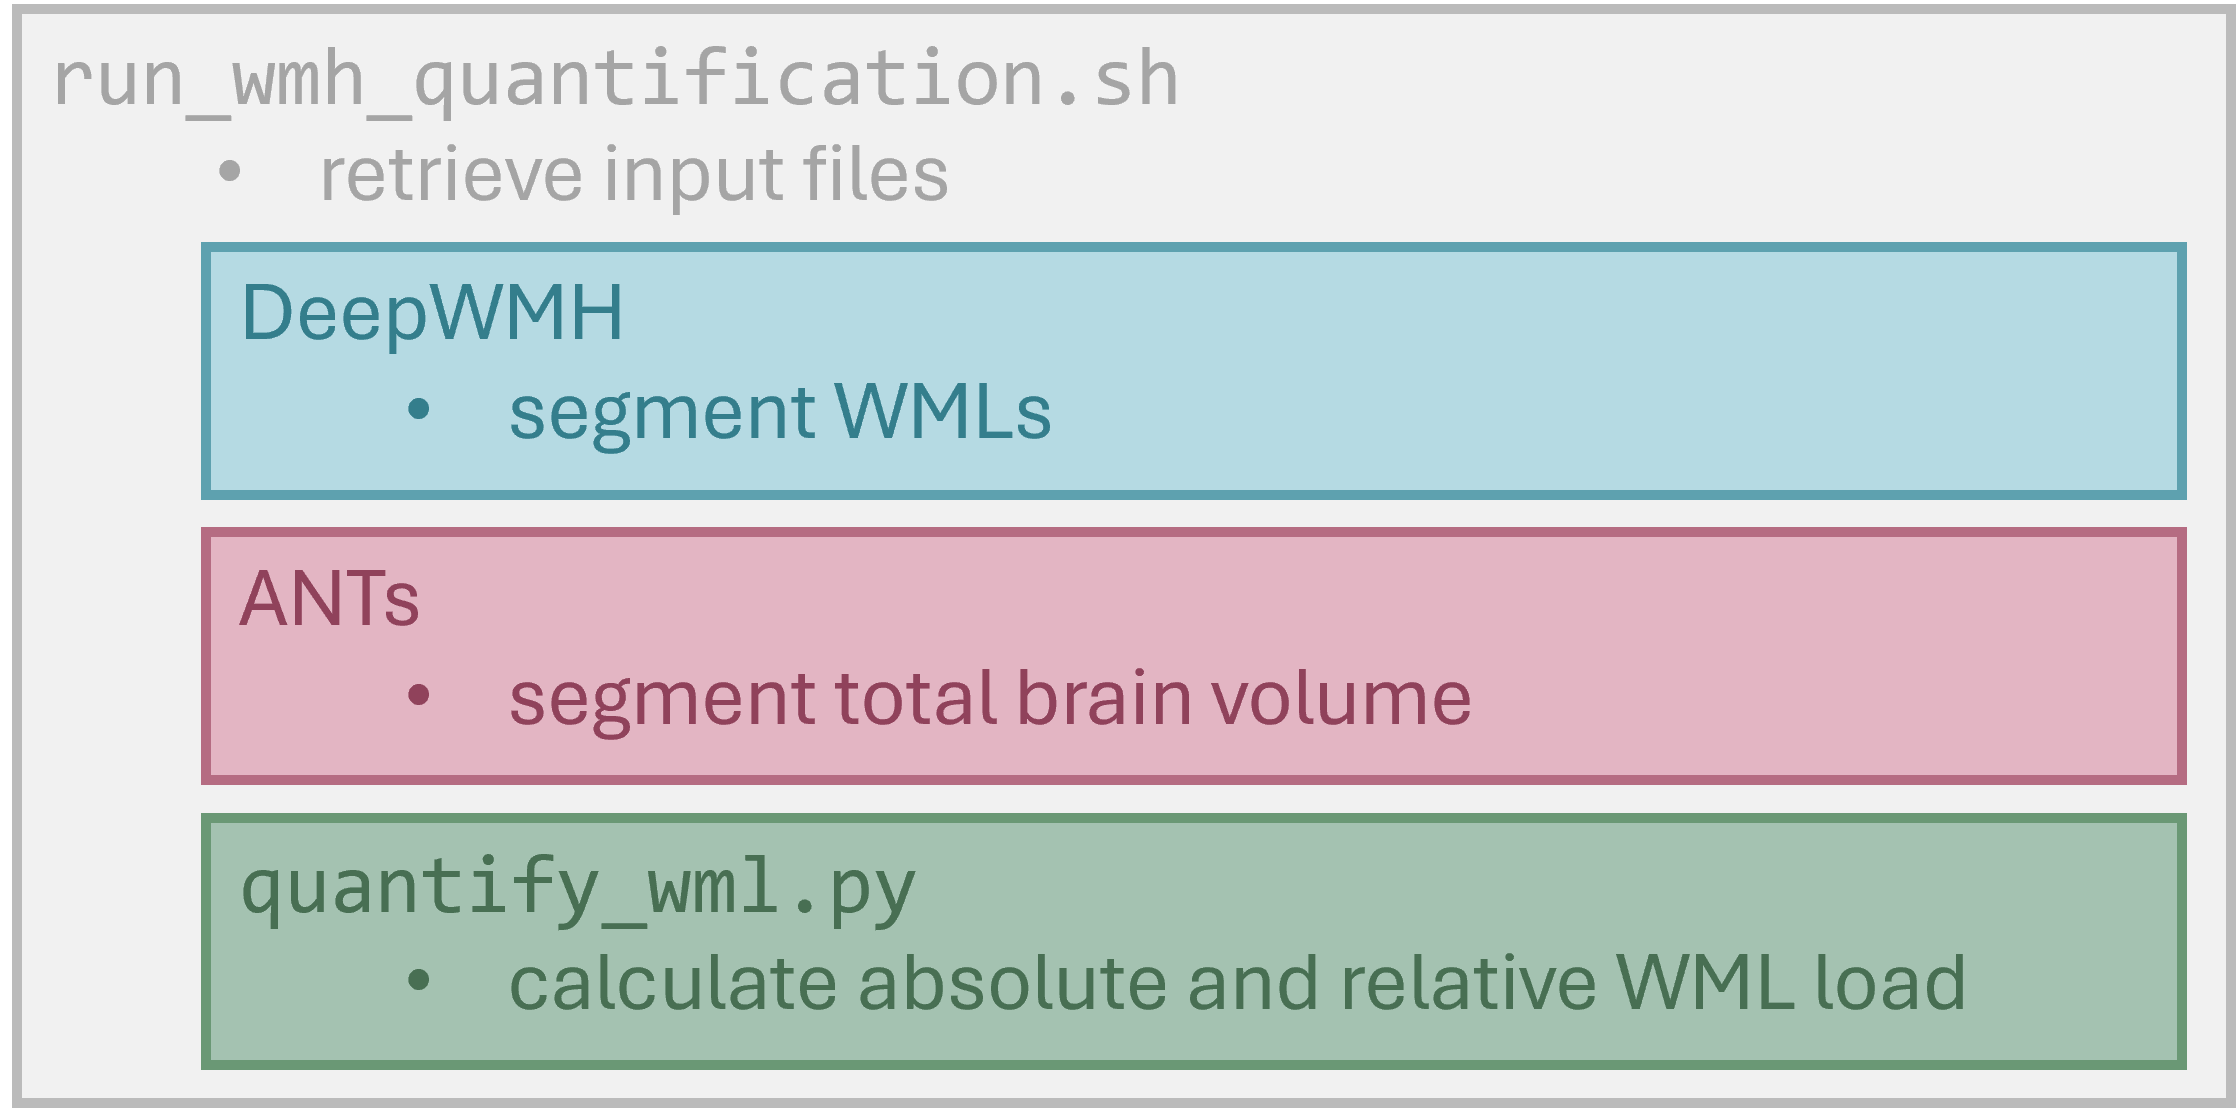 run_wmh_quantification.sh
• retrieve input files
DeepWMH
• segment WMLs
ANTs
• segment total brain volume
quantify_wml.py
• calculate absolute and relative WML load